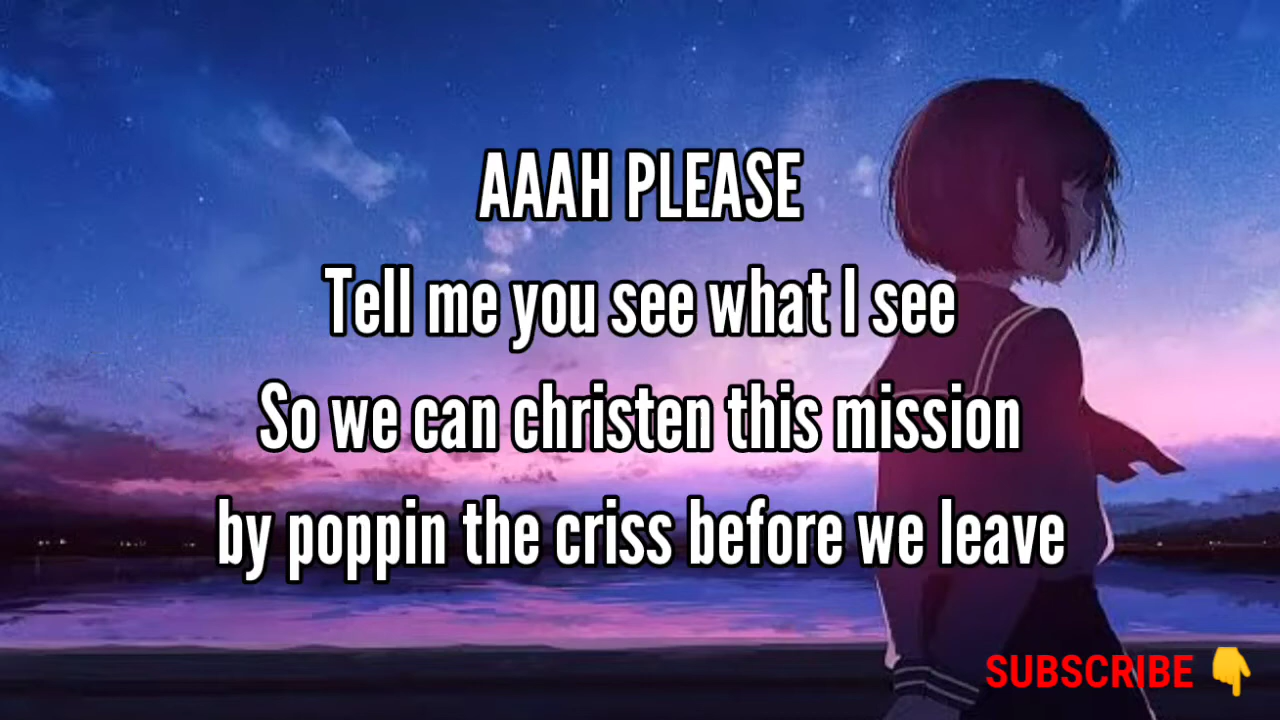 AAAH PLEASE
Tell me you see what I see
So we can christen this mission
by poppin the criss before we leave
SUBSCRIBE 👇